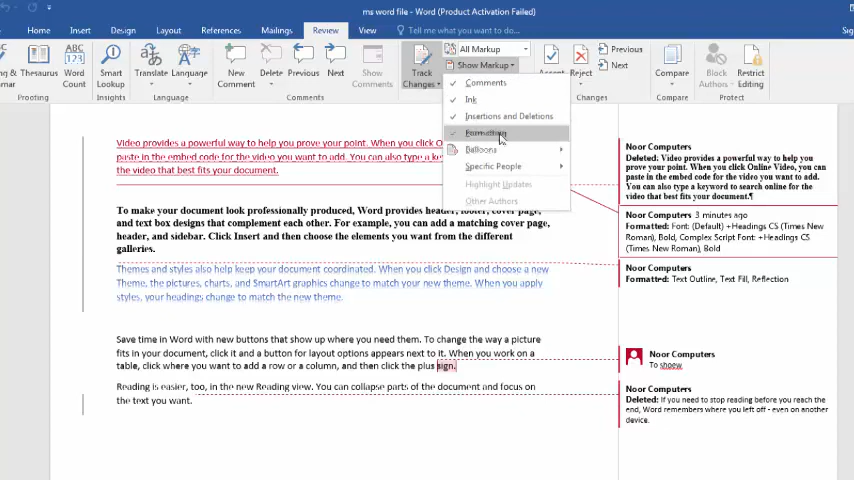 ms word file - Word (Product Activation Failed)
Home Insert Design Layout References Mailings Review View Tell me what you want to do...
Thesaurus Word Count Smart Lookup Translate Language New Comment Delete Previous Next Show Comments Track Changes All Markup Show Markup Accept Reject Previous Next Compare Block Authors Restrict Editing
Proofing Insights Language Comments Changes Compare Protect
Comments
Ink
Insertions and Deletions
Formatting
Balloons
Specific People
Highlight Updates
Other Authors
Video provides a powerful way to help you prove your point. When you click O
paste in the embed code for the video you want to add. You can also type a key
the video that best fits your document.
To make your document look professionally produced, Word provides header, footer, cover page,
and text box designs that complement each other. For example, you can add a matching cover page,
header, and sidebar. Click Insert and then choose the elements you want from the different
galleries.
Themes and styles also help keep your document coordinated. When you click Design and choose a new
Theme, the pictures, charts, and SmartArt graphics change to match your new theme. When you apply
styles, your headings change to match the new theme.
Save time in Word with new buttons that show up where you need them. To change the way a picture
fits in your document, click it and a button for layout options appears next to it. When you work on a
table, click where you want to add a row or a column, and then click the plus sign.
Reading is easier, too, in the new Reading view. You can collapse parts of the document and focus on
the text you want.
Noor Computers
Deleted: Video provides a powerful way to help you
prove your point. When you click Online Video, you can
paste in the embed code for the video you want to add.
You can also type a keyword to search online for the
video that best fits your document.¶
Noor Computers 3 minutes ago
Formatted: Font: (Default) +Headings CS (Times New
Roman), Bold, Complex Script Font: +Headings CS
(Times New Roman), Bold
Noor Computers
Formatted: Text Outline, Text Fill, Reflection
Noor Computers
To shoew
Noor Computers
Deleted: If you need to stop reading before you reach the
end, Word remembers where you left off - even on another
device.